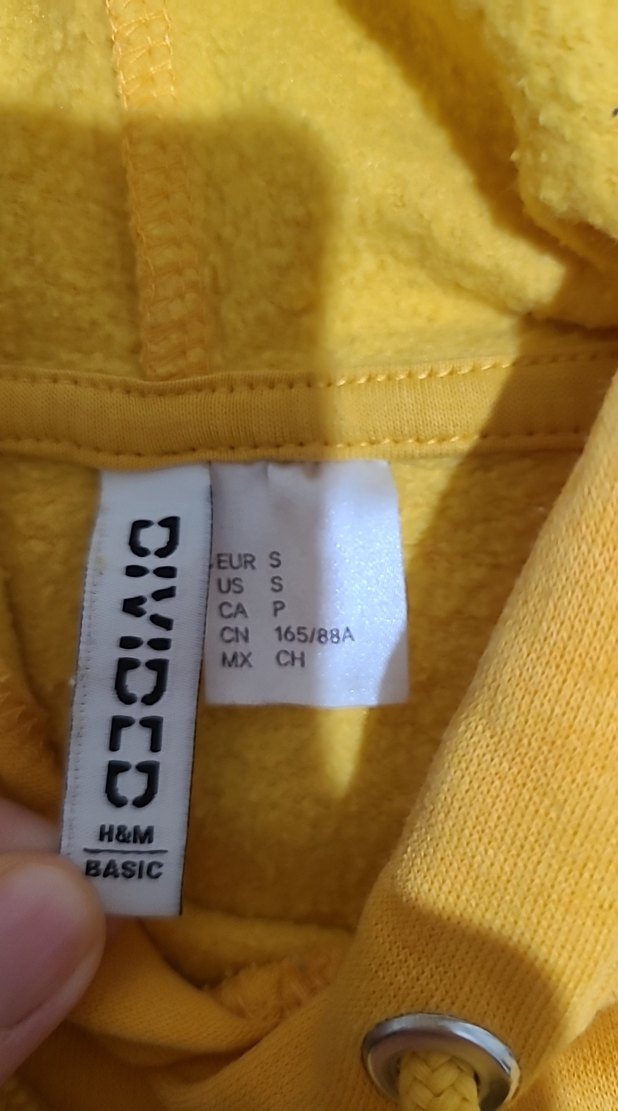 DIVIDED
H&M
BASIC
EUR S
US S
CA P
CN 165/88A
MX CH